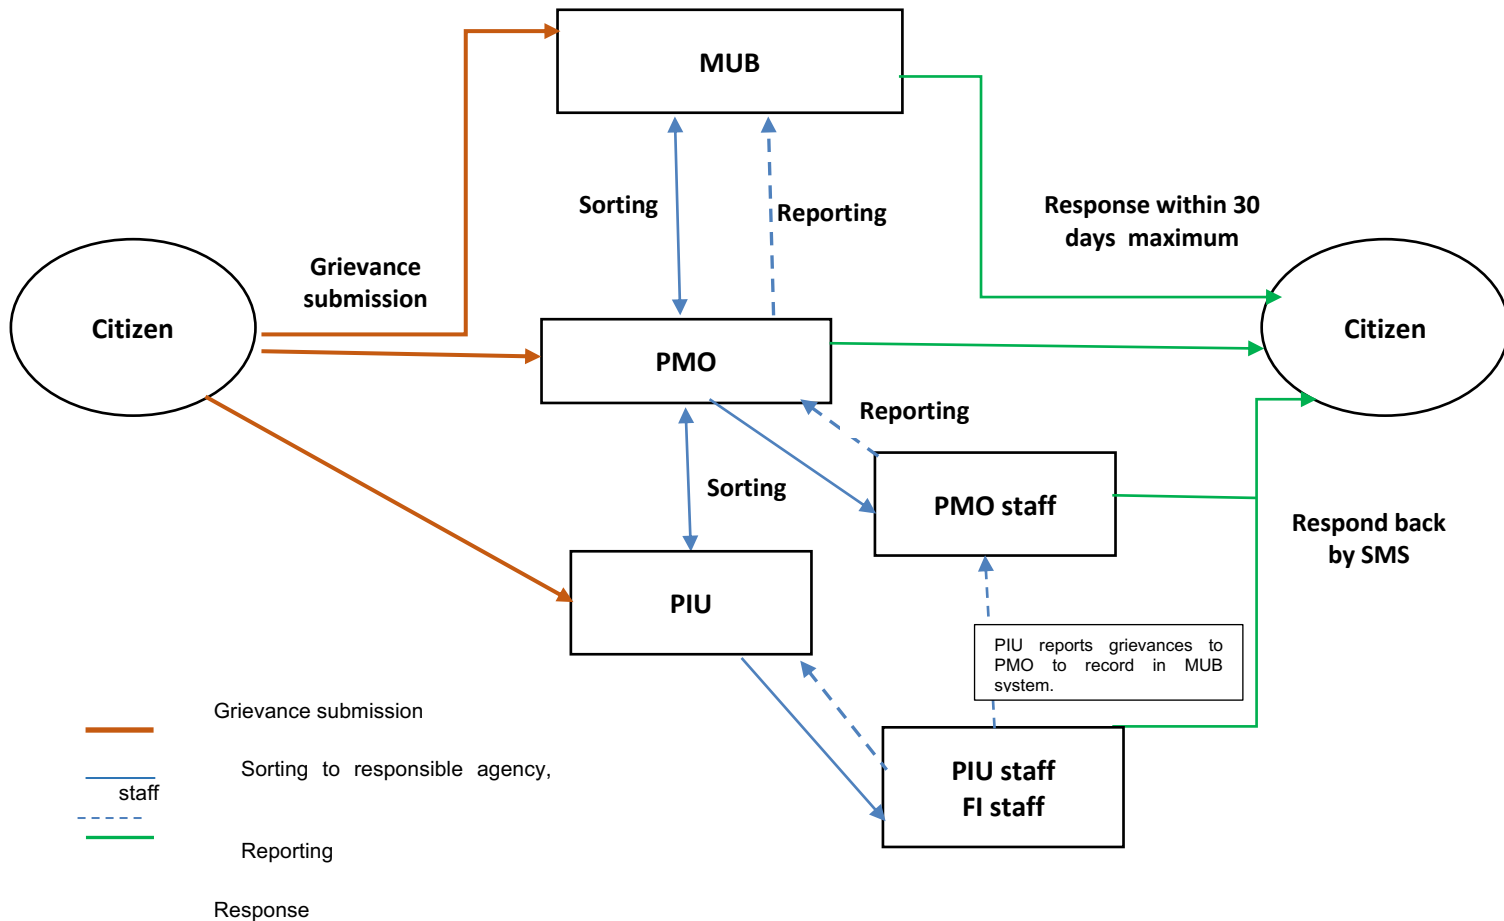 MUB
Sorting
Reporting
Response within 30
days maximum
Grievance
submission
Citizen
Citizen
PMO
Reporting
Sorting
PMO staff
Respond back
by SMS
PIU
PIU reports grievances to
PMO to record in MUB
system.
Grievance submission
Sorting to responsible agency,
staff
PIU staff
FI staff
Reporting
Response